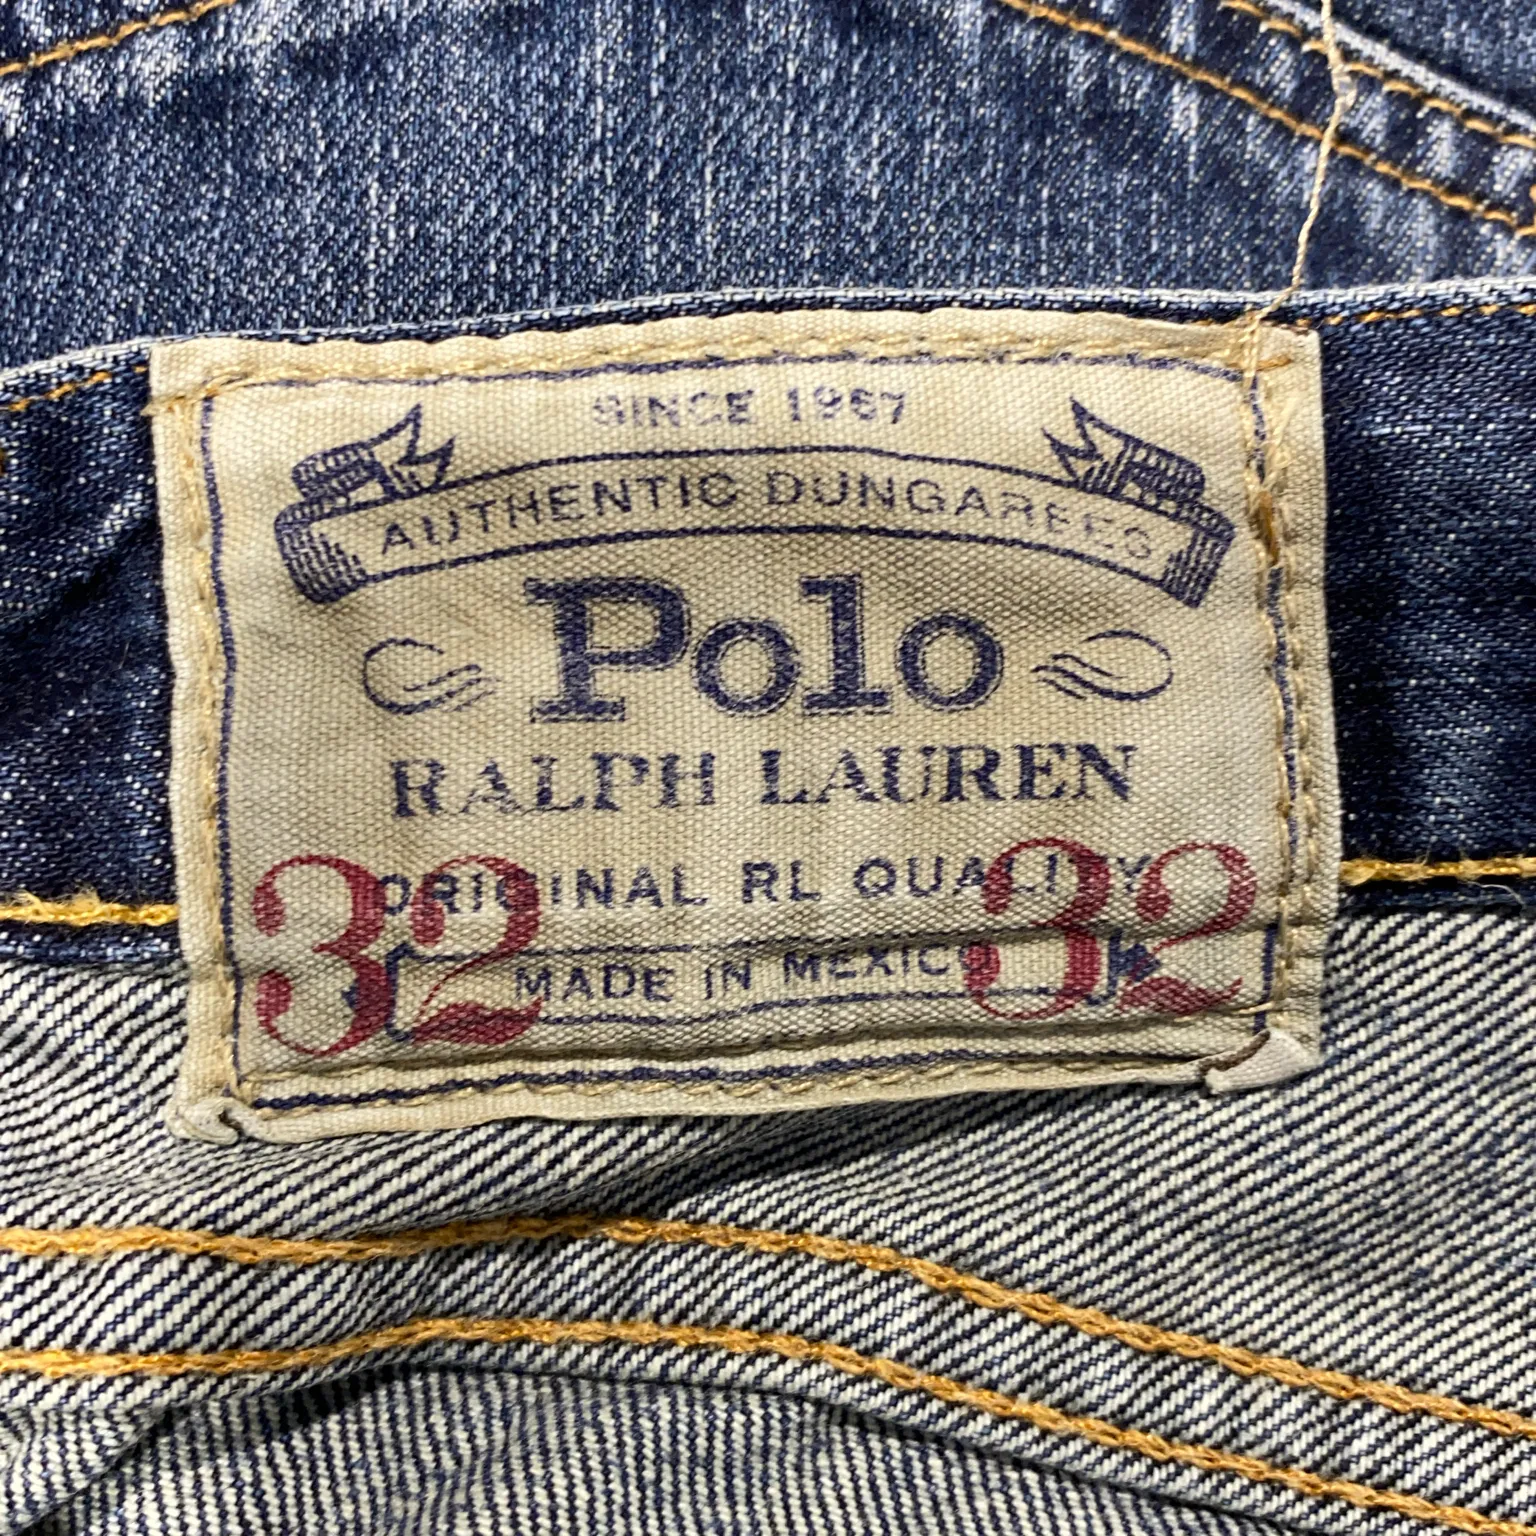 SINCE 1967
AUTHENTIC DUNGAREES
Polo
RALPH LAUREN
ORIGINAL RL QUALITY
32 32
MADE IN MEXICO